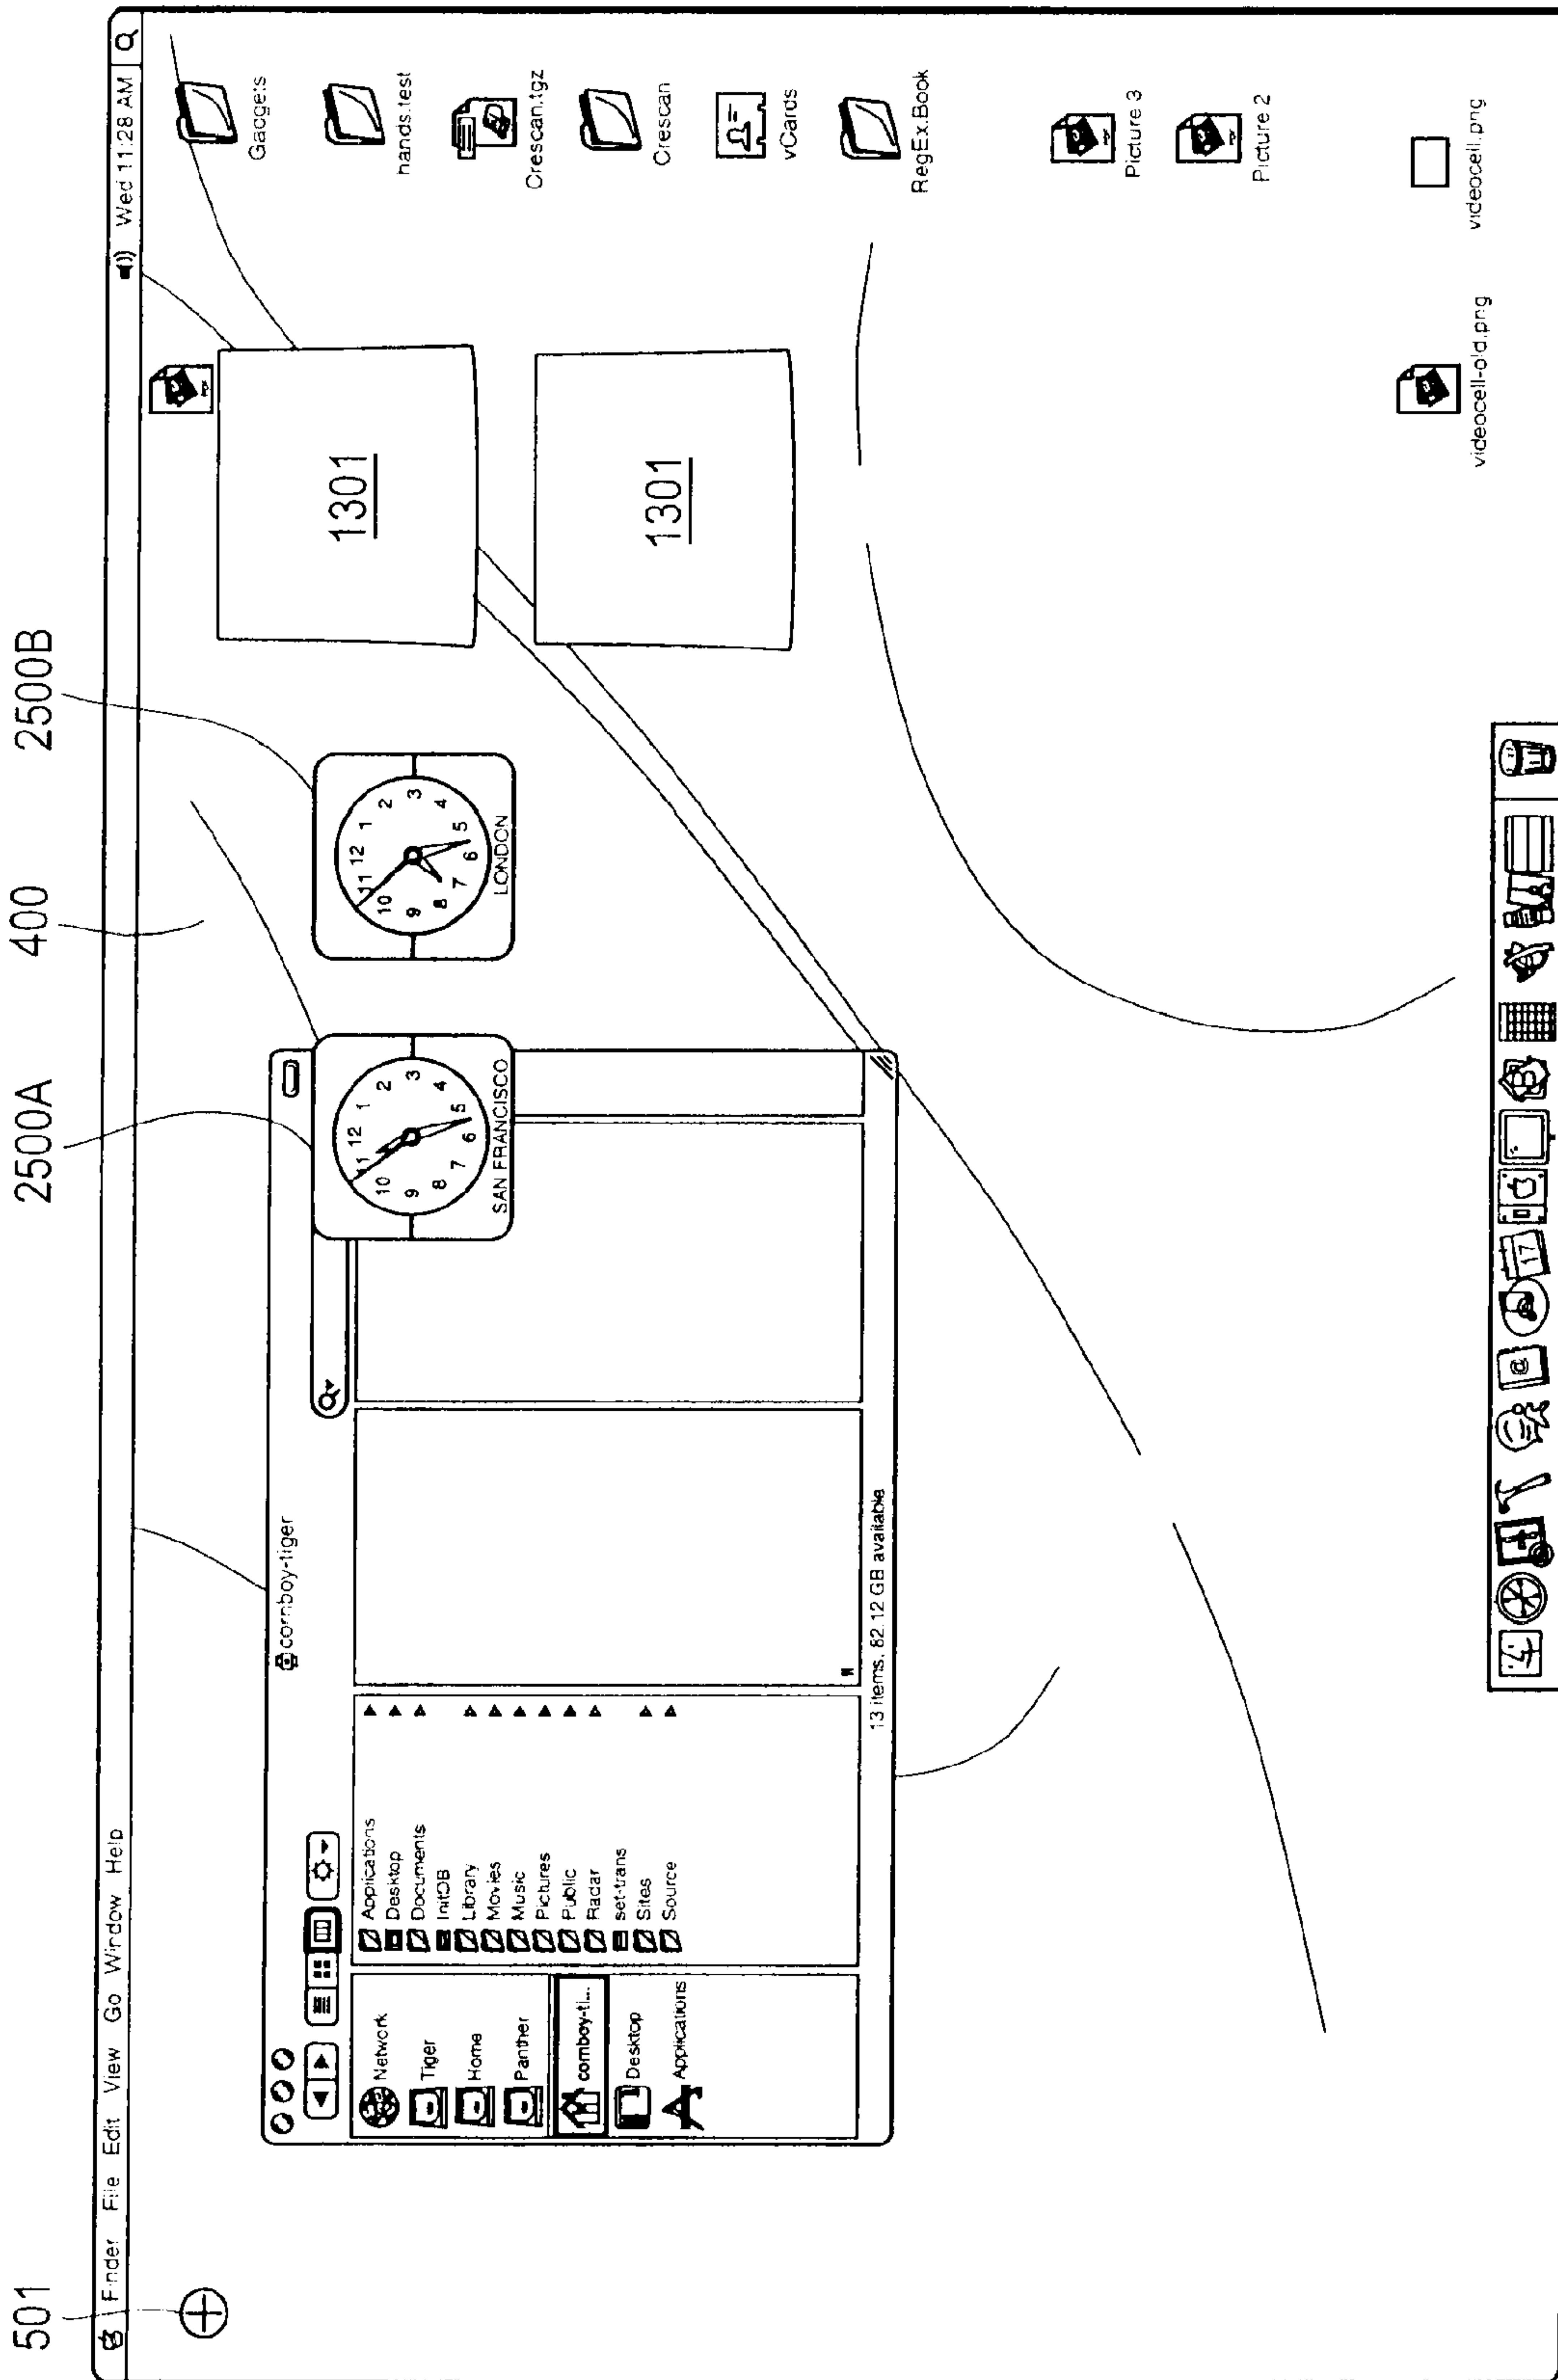 501
2500A
400
2500B
Finder File Edit View Go Window Help
Wed 11:28 AM
cornboy-tiger
Network
Tiger
Home
Panther
cornboy-ti...
Desktop
Applications
Applications
Desktop
Documents
InitDB
Library
Movies
Music
Pictures
Public
Radar
set-trans
Sites
Source
13 items, 82.12 GB available
11 12 1
10 2
9 3
8 4
7 6 5
SAN FRANCISCO
11 12 1
10 2
9 3
8 4
7 6 5
LONDON
1301
1301
Gadgets
hands.test
Crescan.tgz
Crescan
vCards
RegEx.Book
Picture 3
Picture 2
videocell-old.png
videocell.png
@
17